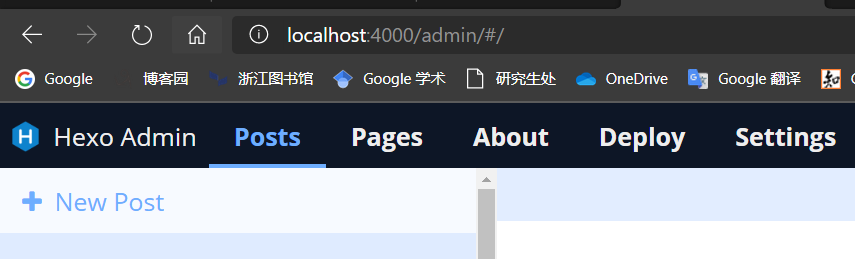 localhost:4000/admin/#/
Google 博客园 浙江图书馆 Google 学术 研究生处 OneDrive Google 翻译 知
H Hexo Admin Posts Pages About Deploy Settings
+ New Post